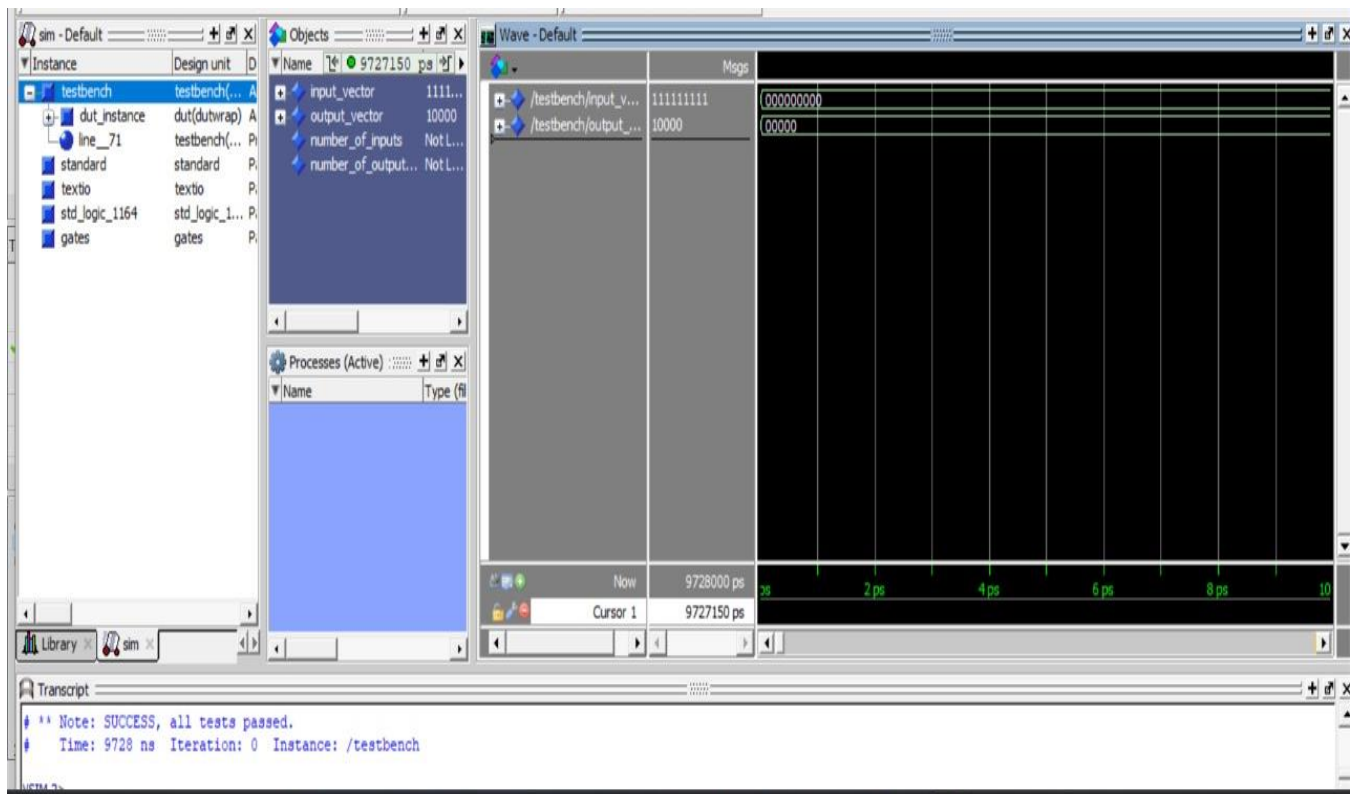 sim - Default
Instance Design unit D
testbench testbench(... A
dut_instance dut(dutwrap) A
line__71 testbench(... Pr
standard standard P
textio textio P
std_logic_1164 std_logic_1... P
gates gates P
Library sim
Objects
Name 9727150 ps
input_vector 1111...
output_vector 10000
number_of_inputs Not L...
number_of_output... Not L...
Processes (Active)
Name Type (fil
Wave - Default
Msgs
/testbench/input_v... 111111111 000000000
/testbench/output_... 10000 00000
Now 9728000 ps ps 2 ps 4 ps 6 ps 8 ps 10
Cursor 1 9727150 ps
Transcript
# ** Note: SUCCESS, all tests passed.
# Time: 9728 ns Iteration: 0 Instance: /testbench